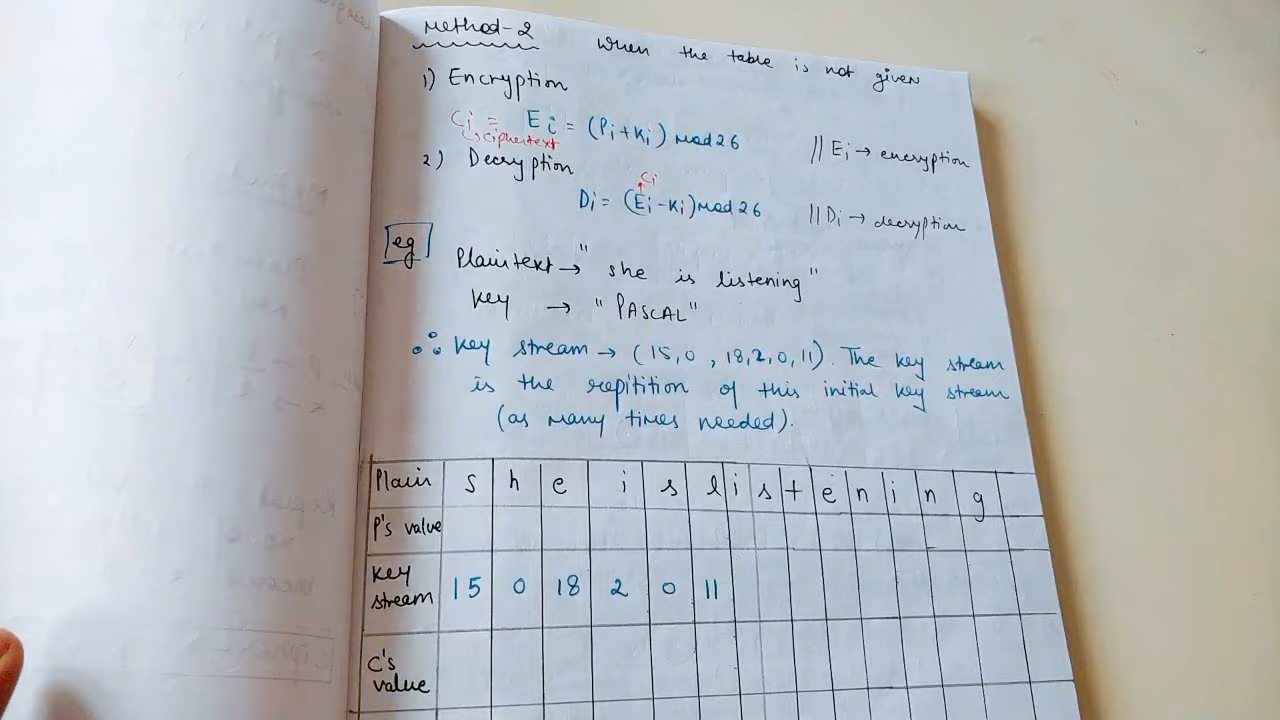 Method-2 When the table is not given
1) Encryption
Ci = Ei = (Pi+Ki) mod 26 // Ei → encryption
↳ ciphertext
2) Decryption
Ci
Di = (Ei-Ki) mod 26 // Di → decryption
eg
Plaintext → "she is listening"
Key → "PASCAL"
∴ Key stream → (15,0, 18,2,0,11). The key stream
is the repitition of this initial key stream
(as many times needed).
Plain s h e i s l i s t e n i n g
P's value
Key stream 15 0 18 2 0 11
C's value